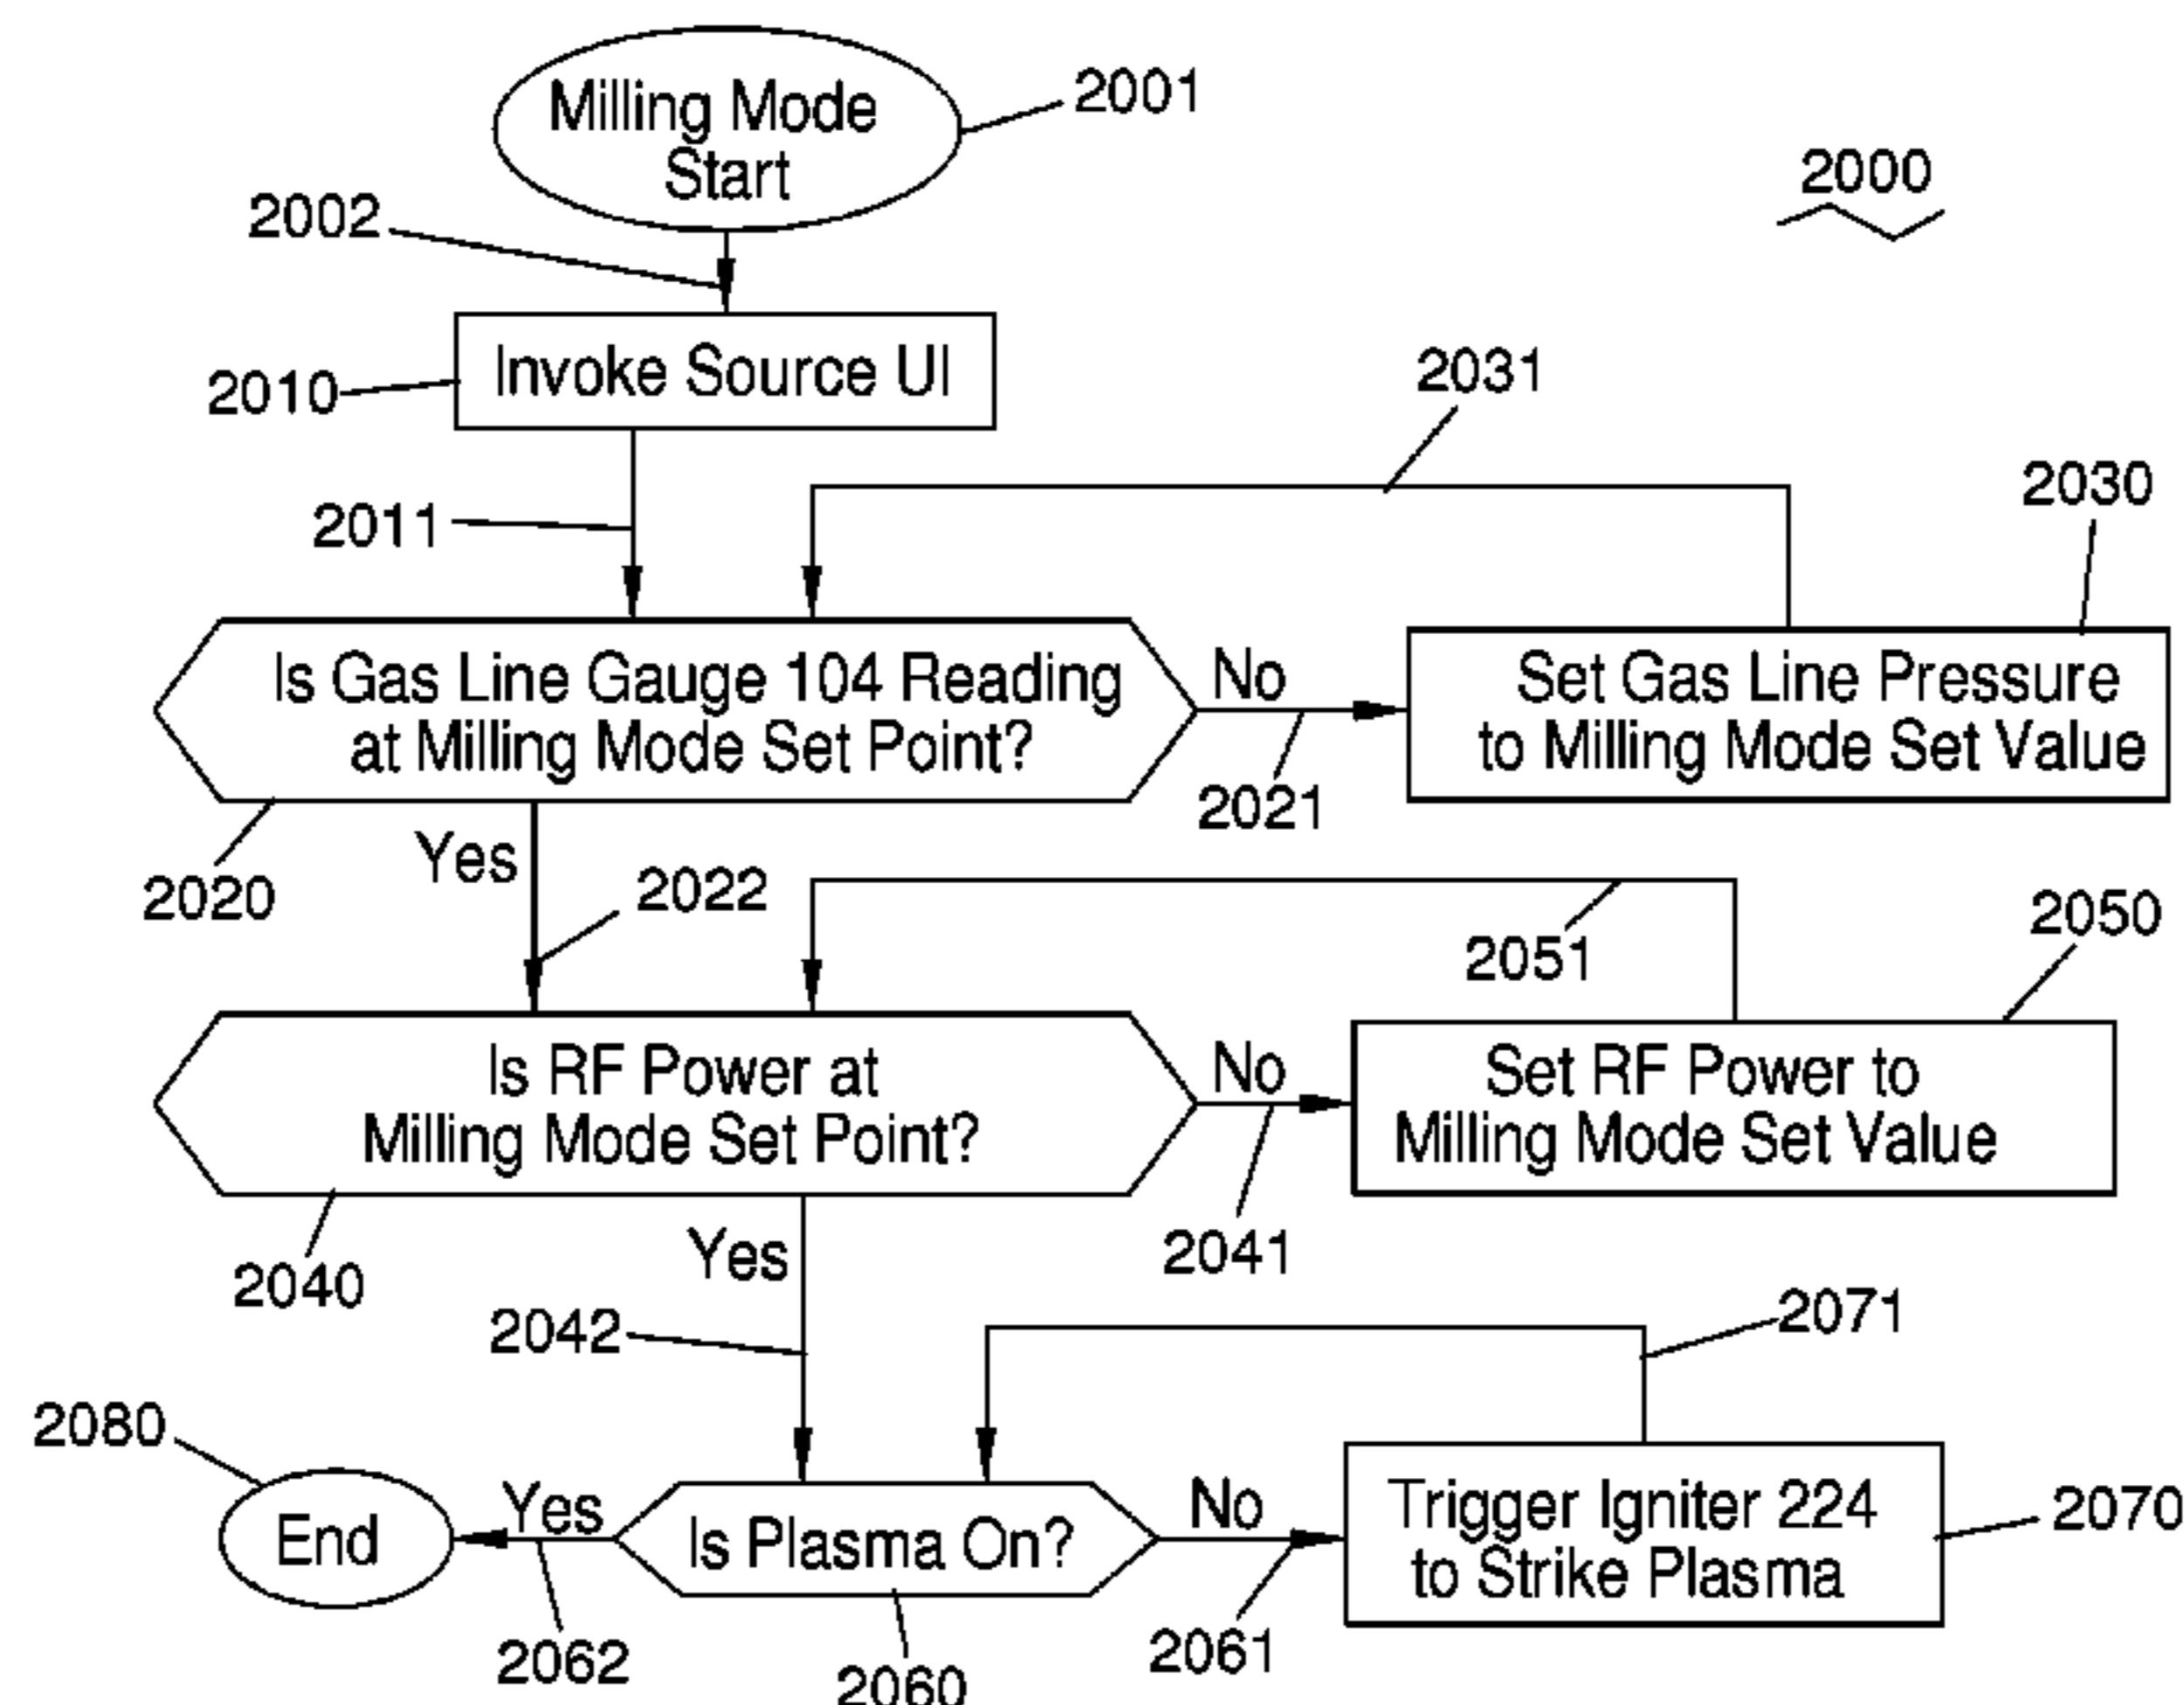 Milling Mode
Start
2001
2000
2002
Invoke Source UI
2010
2031
2030
2011
Is Gas Line Gauge 104 Reading
at Milling Mode Set Point?
No
Set Gas Line Pressure
to Milling Mode Set Value
2021
2020
Yes
2022
2051
2050
Is RF Power at
Milling Mode Set Point?
No
Set RF Power to
Milling Mode Set Value
2041
2040
Yes
2042
2071
2080
End
Yes
Is Plasma On?
No
Trigger Igniter 224
to Strike Plasma
2070
2062
2060
2061